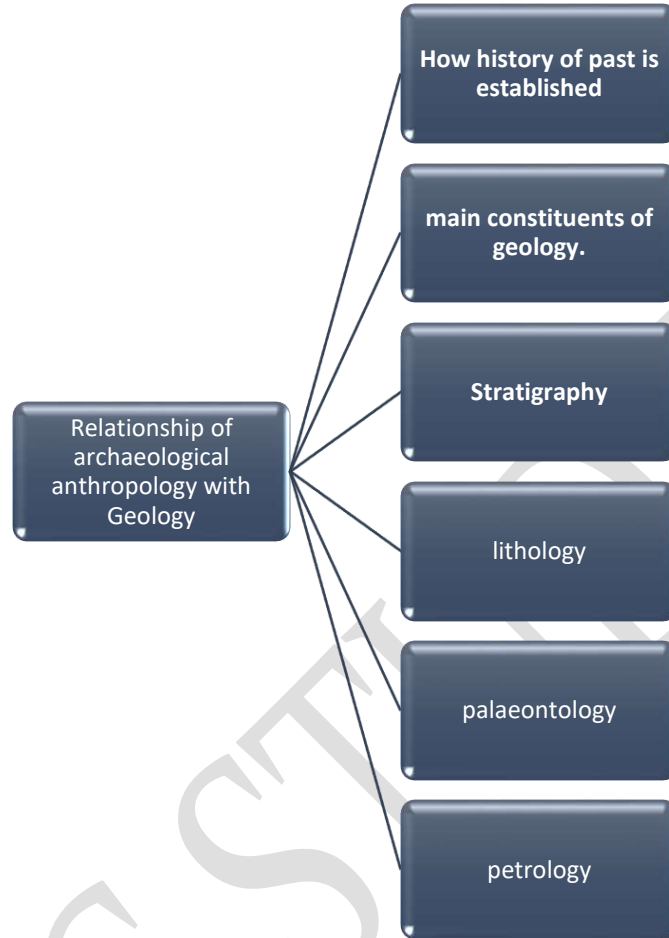 How history of past is
established
main constituents of
geology.
Stratigraphy
Relationship of
archaeological
anthropology with
Geology
lithology
palaeontology
petrology